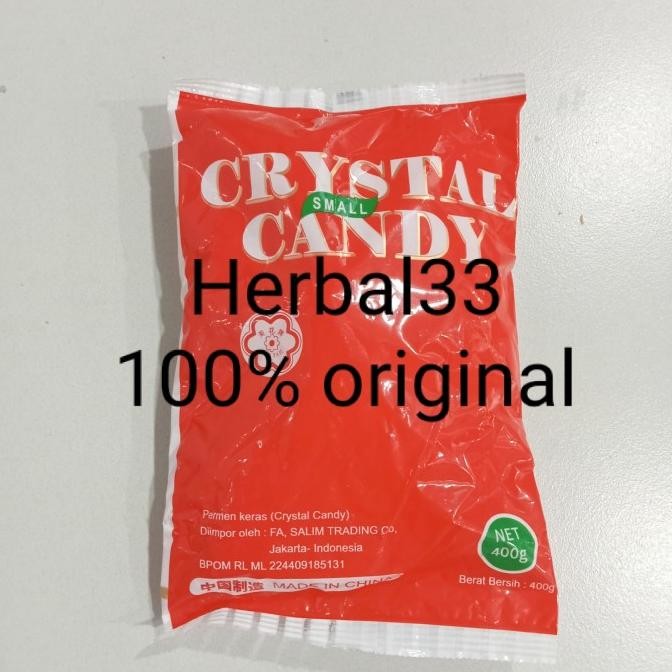 CRYSTAL
SMALL
CANDY
Herbal33
100% original
Permen keras (Crystal Candy)
Diimpor oleh : FA, SALIM TRADING Co,
Jakarta- Indonesia
BPOM RL ML 224409185131
中国制造 MADE IN CHINA
NET
400g
Berat Bersih : 400g